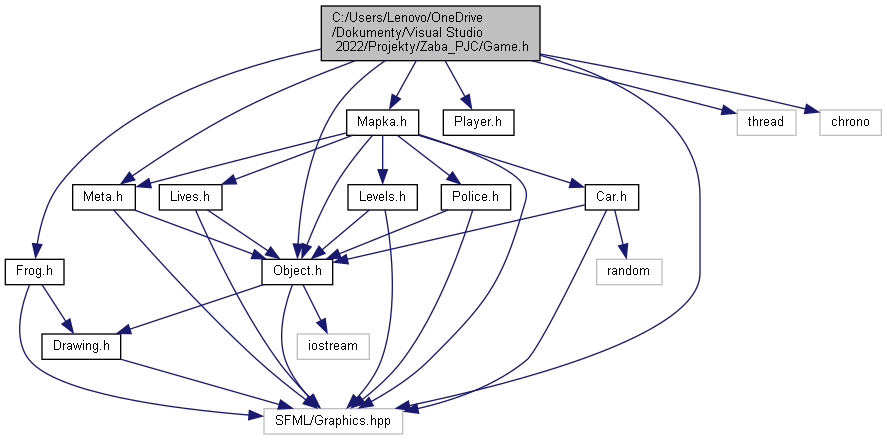 C:/Users/Lenovo/OneDrive
/Dokumenty/Visual Studio
2022/Projekty/Zaba_PJC/Game.h
Mapka.h
Player.h
thread
chrono
Meta.h
Lives.h
Levels.h
Police.h
Car.h
Frog.h
Object.h
random
Drawing.h
iostream
SFML/Graphics.hpp